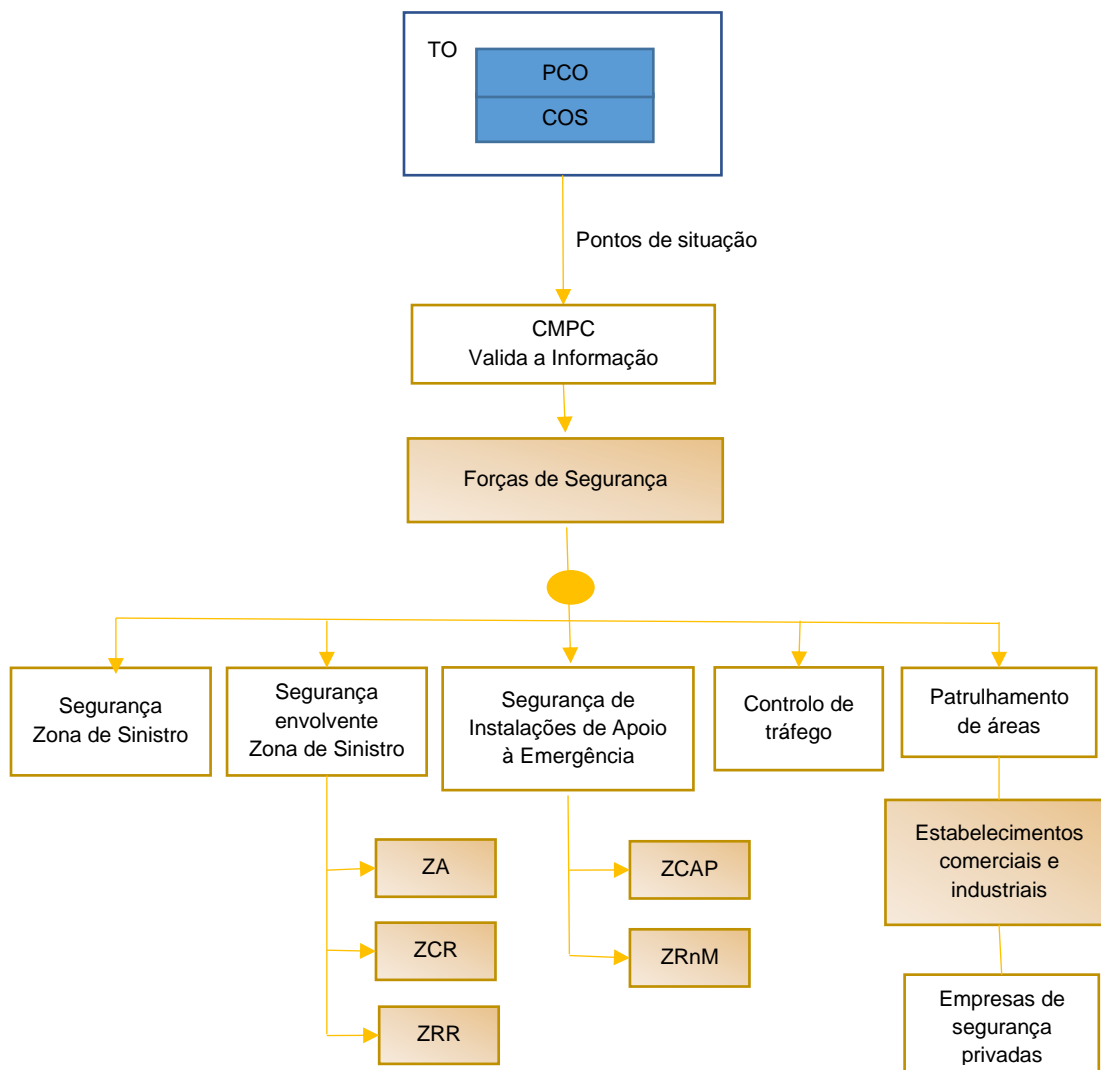 TO
PCO
COS
Pontos de situação
CMPC
Valida a Informação
Forças de Segurança
Segurança
Zona de Sinistro
Segurança
envolvente
Zona de Sinistro
Segurança de
Instalações de Apoio
à Emergência
Controlo de
tráfego
Patrulhamento
de áreas
ZA
ZCR
ZRR
ZCAP
ZRnM
Estabelecimentos
comerciais e
industriais
Empresas de
segurança
privadas